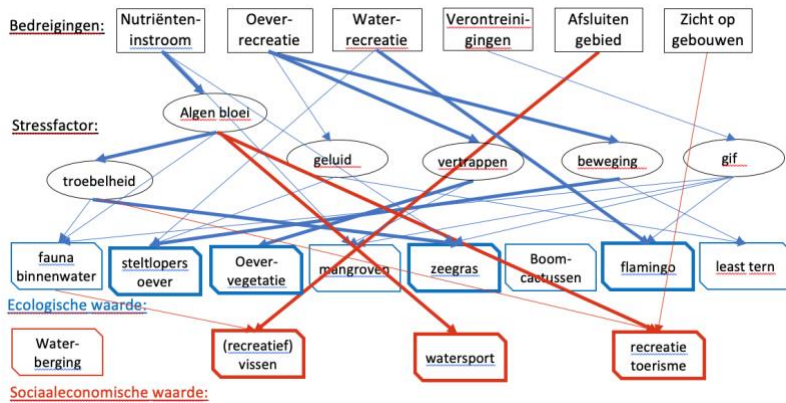 Bedreigingen:
Nutriënten-
instroom
Oever-
recreatie
Water-
recreatie
Verontreini-
gingen
Afsluiten
gebied
Zicht op
gebouwen
Stressfactor:
Algen bloei
troebelheid
geluid
vertrappen
beweging
gif
fauna
binnenwater
steltlopers
oever
Oever-
vegetatie
mangroven
zeegras
Boom-
cactussen
flamingo
least tern
Ecologische waarde:
Water-
berging
(recreatief)
vissen
watersport
recreatie
toerisme
Sociaaleconomische waarde: